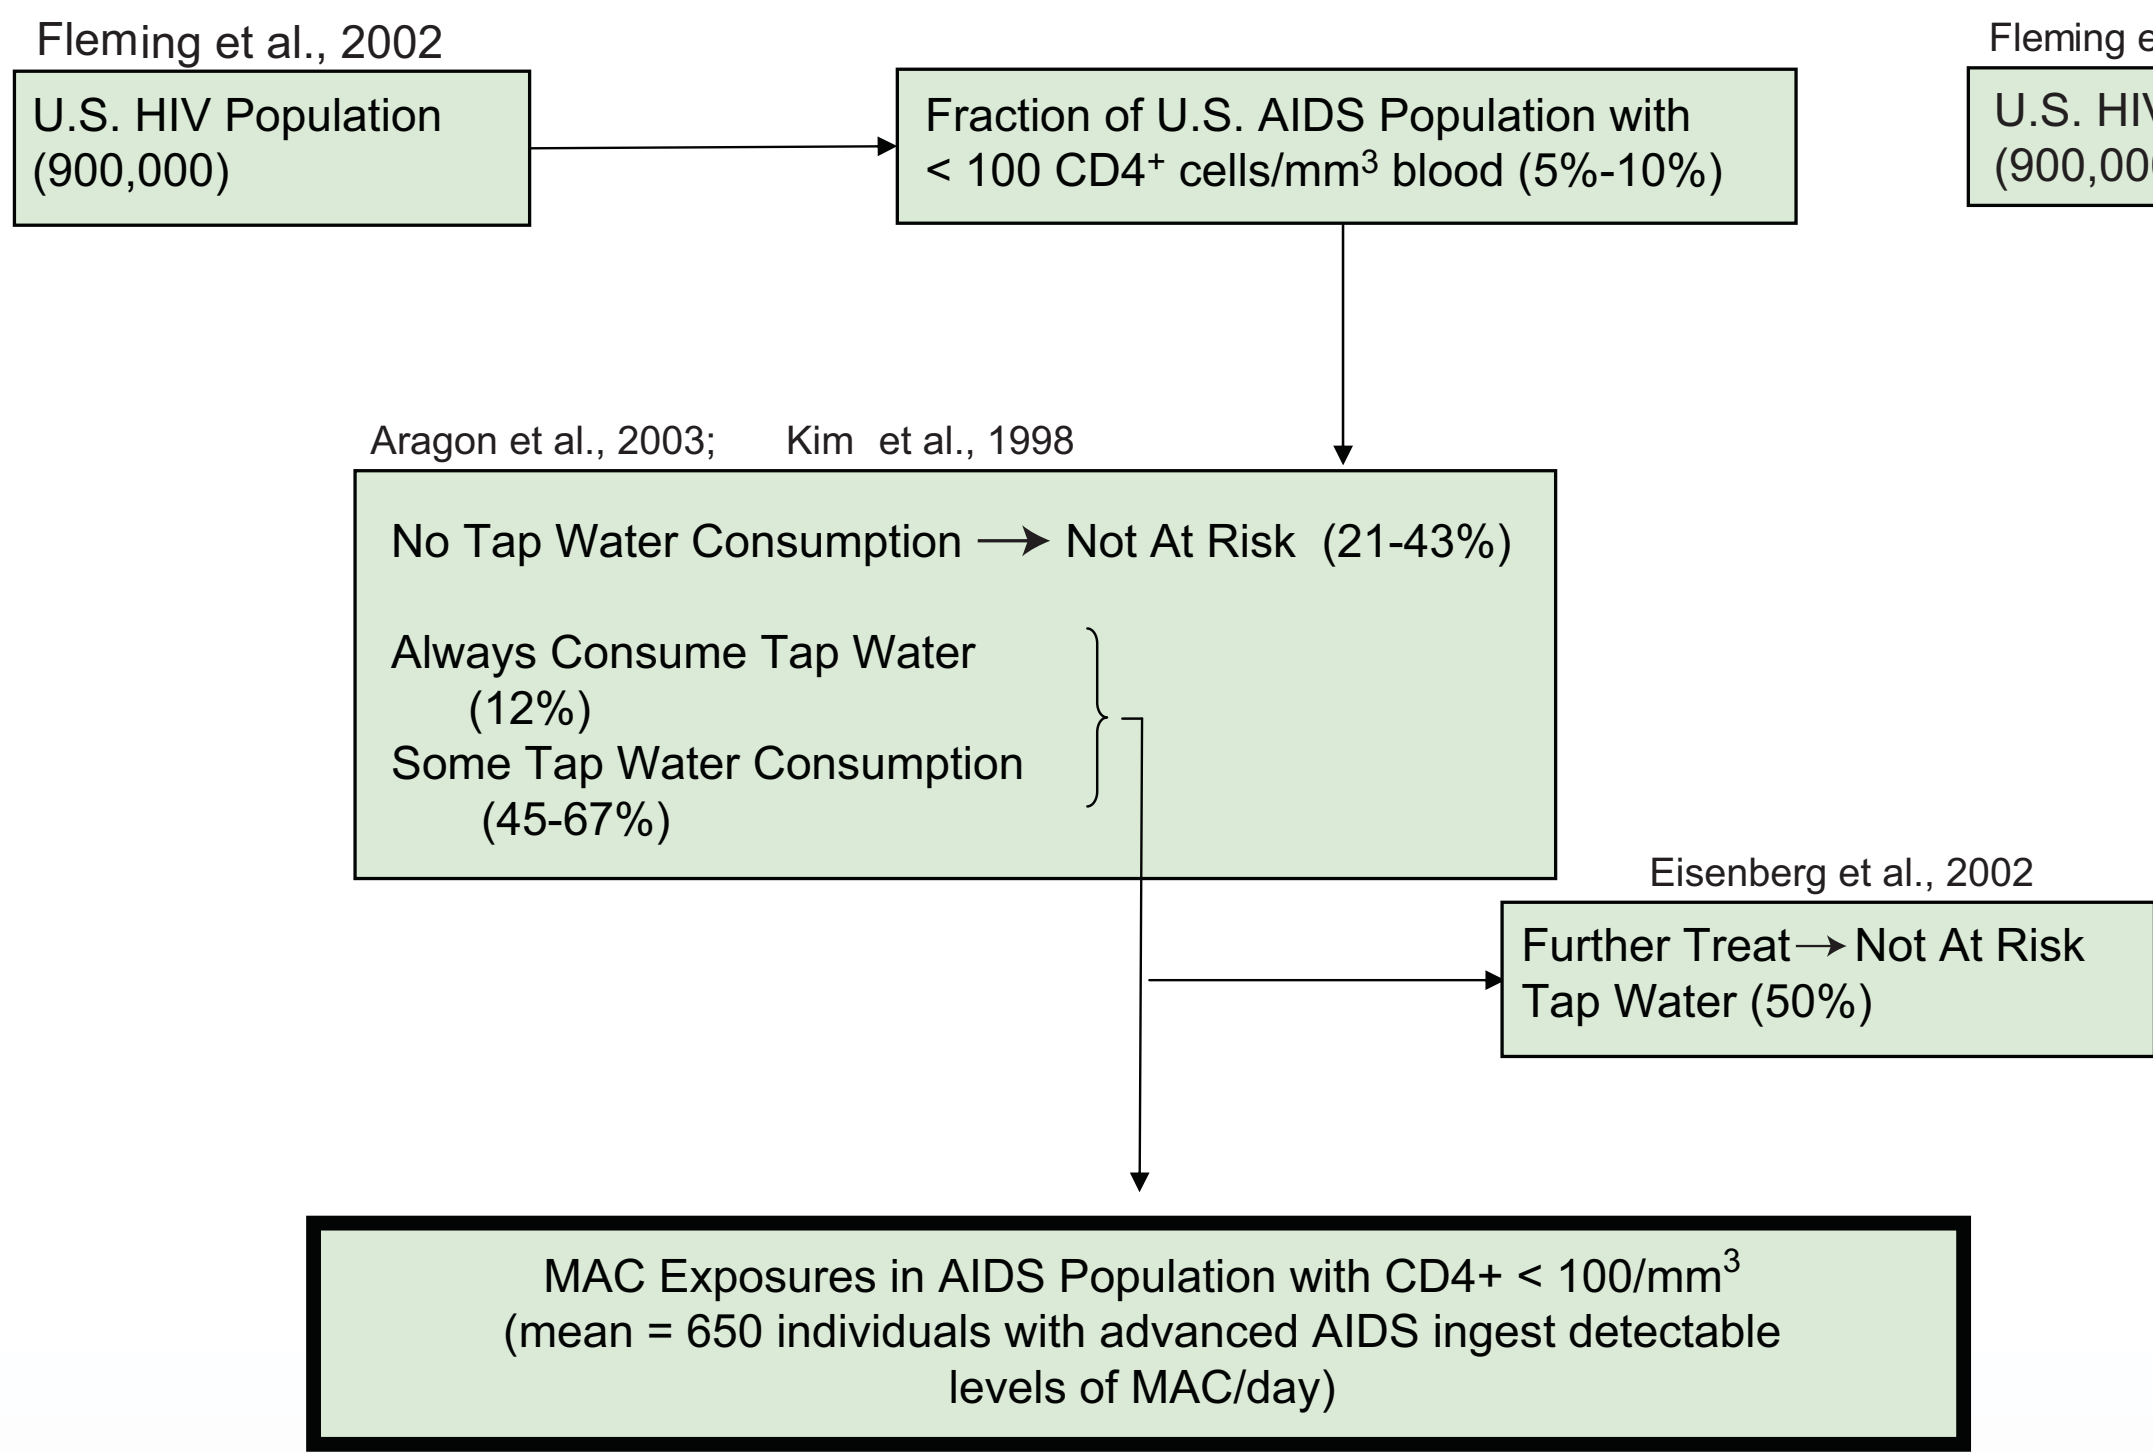 Fleming et al., 2002
U.S. HIV Population
(900,000)
Fraction of U.S. AIDS Population with
< 100 CD4⁺ cells/mm³ blood (5%-10%)
Fleming
U.S.
Aragon et al., 2003; Kim et al., 1998
No Tap Water Consumption → Not At Risk (21-43%)
Always Consume Tap Water
(12%)
Some Tap Water Consumption
(45-67%)
Eisenberg et al., 2002
Further Treat → Not At Risk
Tap Water (50%)
MAC Exposures in AIDS Population with CD4+ < 100/mm³
(mean = 650 individuals with advanced AIDS ingest detectable
levels of MAC/day)